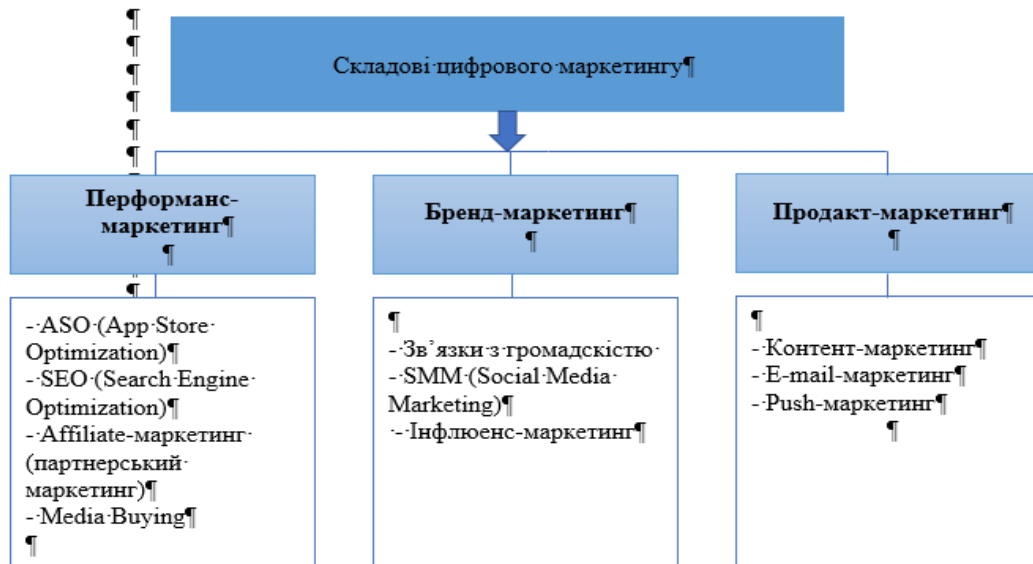 Складові цифрового маркетингу
Перформанс-
маркетинг
Бренд-маркетинг
Продакт-маркетинг
- ASO (App Store
Optimization)
- SEO (Search Engine
Optimization)
- Affiliate-маркетинг
(партнерський
маркетинг)
- Media Buying
- Зв’язки з громадскістю
- SMM (Social Media
Marketing)
- Інфлюенс-маркетинг
- Контент-маркетинг
- E-mail-маркетинг
- Push-маркетинг